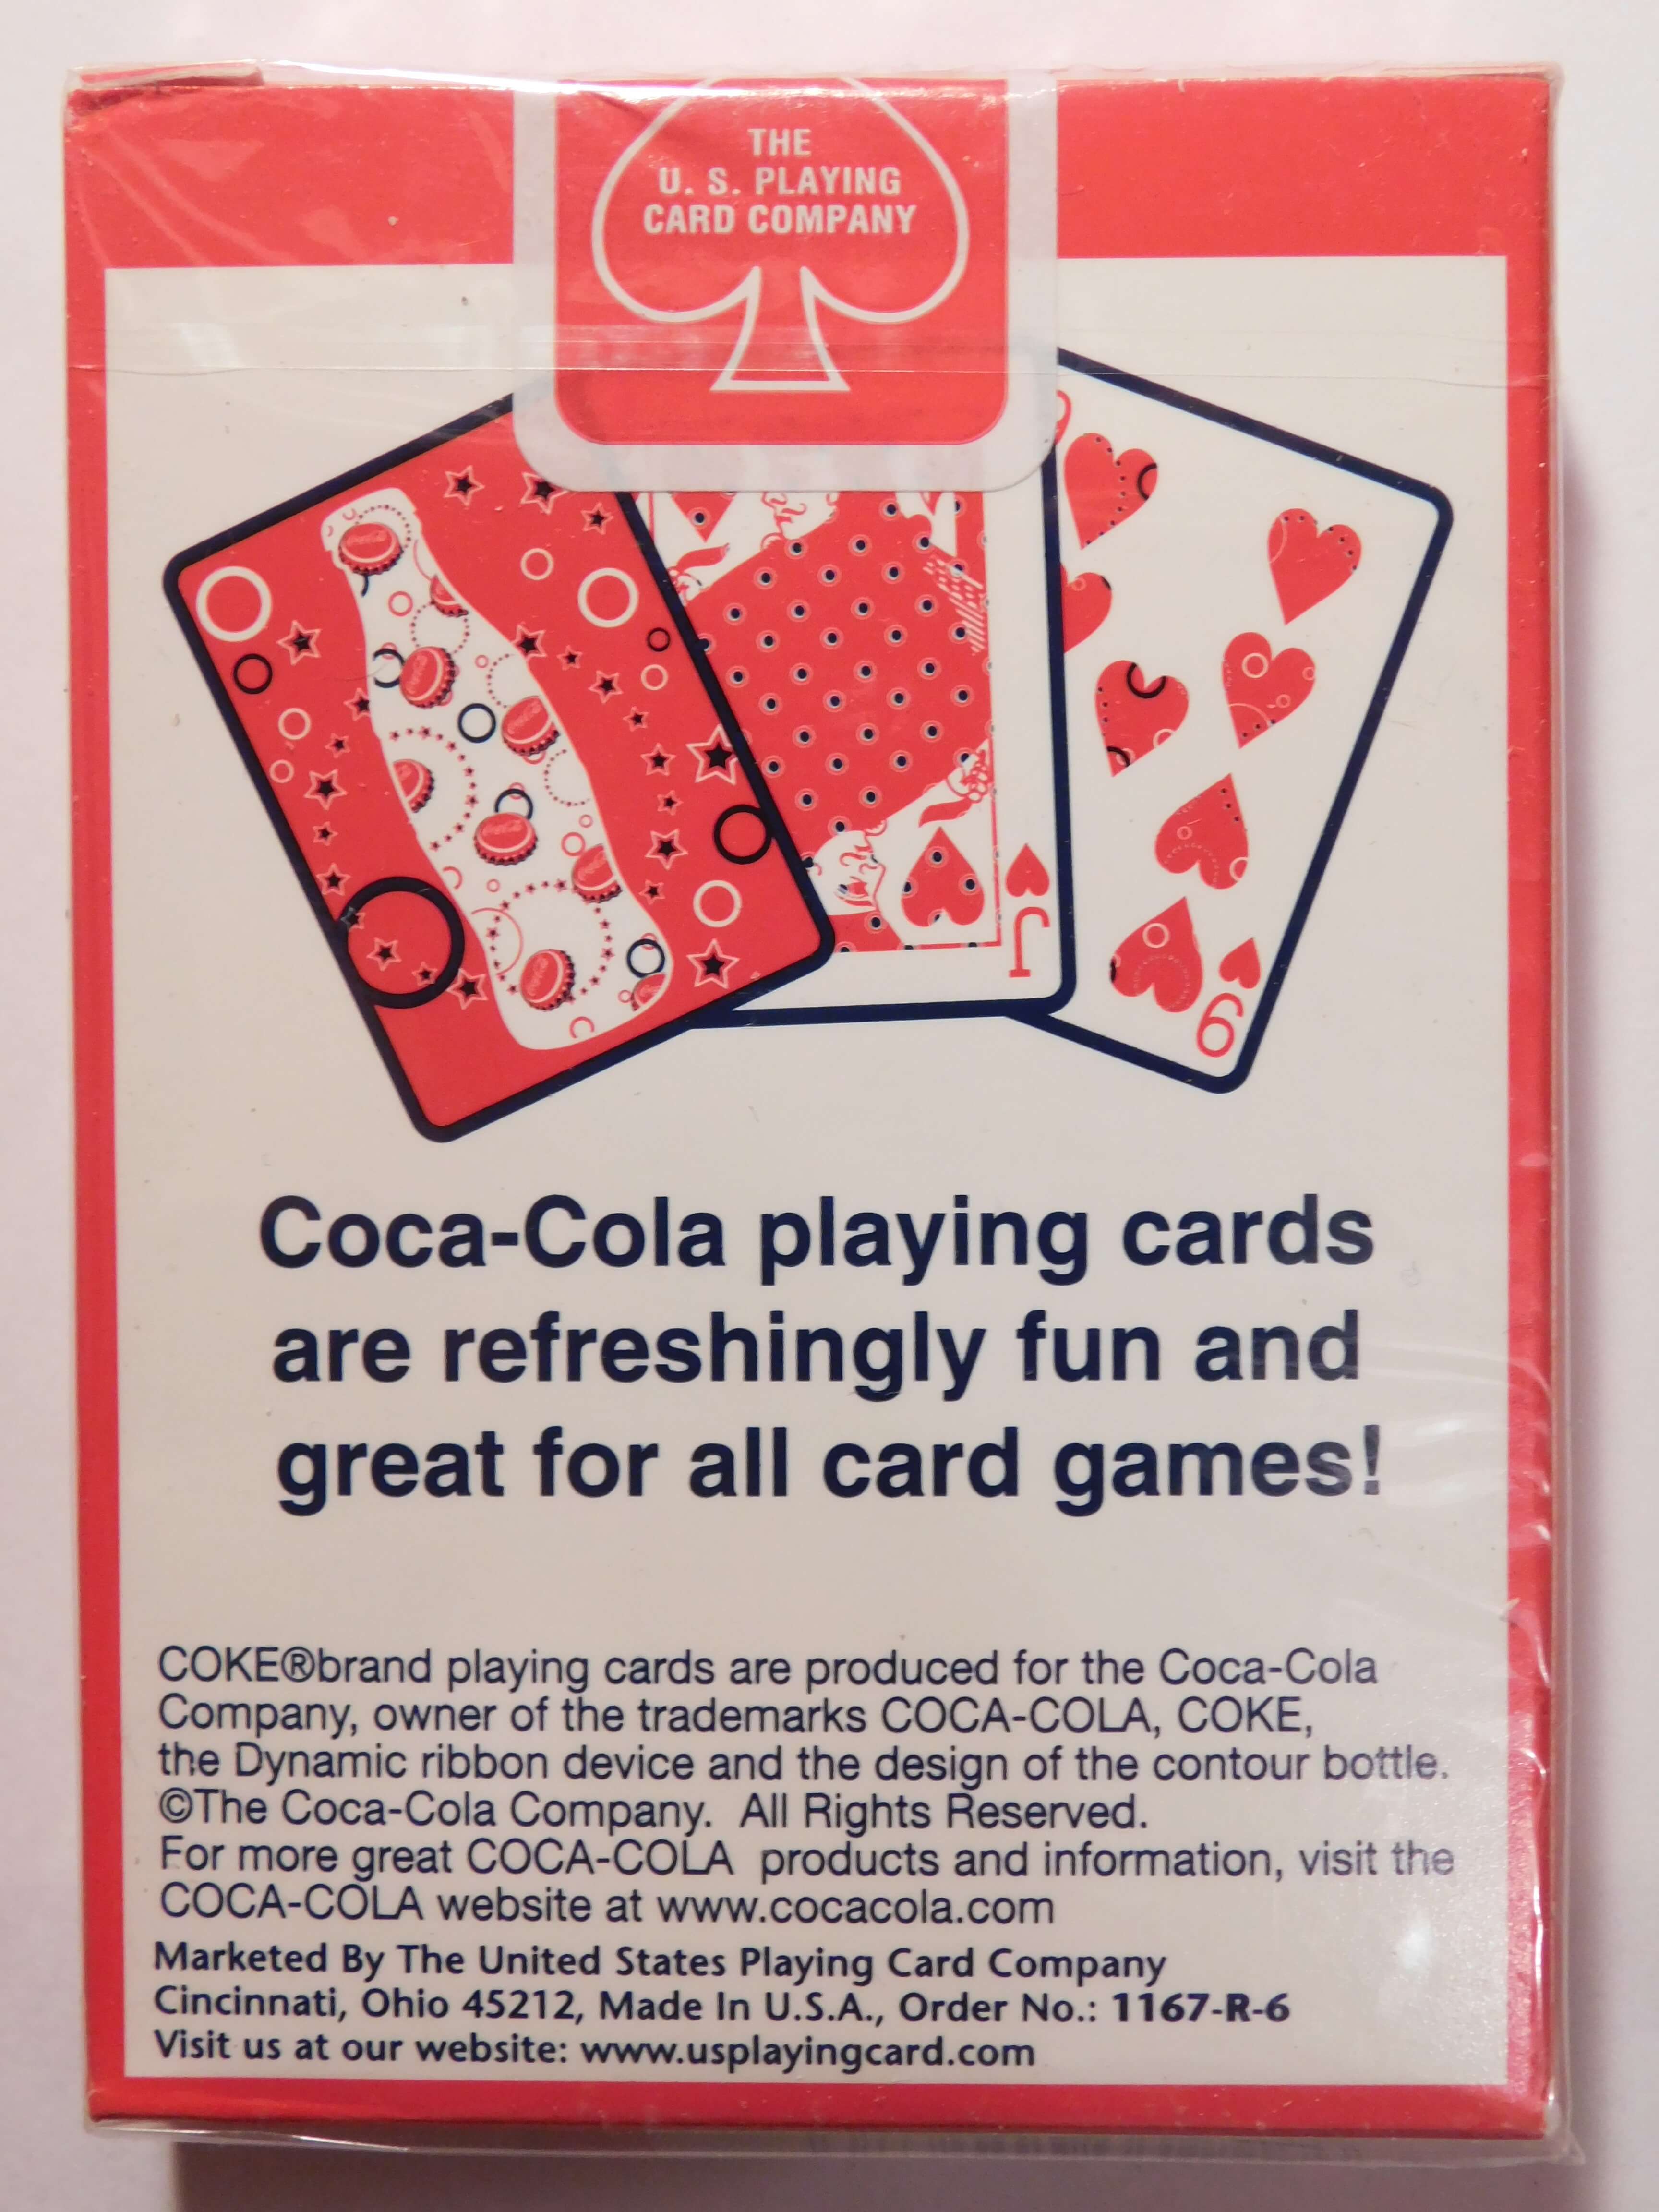 THE
U. S. PLAYING
CARD COMPANY
J
9
Coca-Cola playing cards
are refreshingly fun and
great for all card games!
COKE®brand playing cards are produced for the Coca-Cola
Company, owner of the trademarks COCA-COLA, COKE,
the Dynamic ribbon device and the design of the contour bottle.
©The Coca-Cola Company. All Rights Reserved.
For more great COCA-COLA products and information, visit the
COCA-COLA website at www.cocacola.com
Marketed By The United States Playing Card Company
Cincinnati, Ohio 45212, Made In U.S.A., Order No.: 1167-R-6
Visit us at our website: www.usplayingcard.com